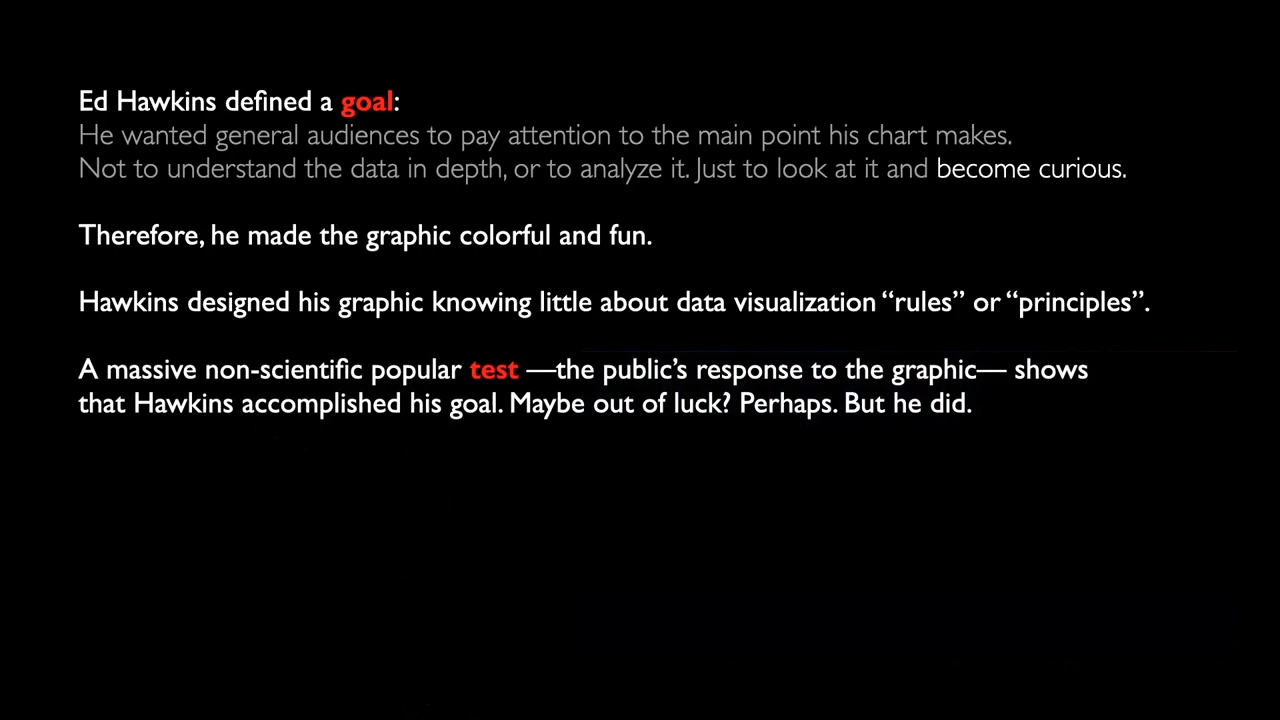 Ed Hawkins defined a goal:
He wanted general audiences to pay attention to the main point his chart makes.
Not to understand the data in depth, or to analyze it. Just to look at it and become curious.
Therefore, he made the graphic colorful and fun.
Hawkins designed his graphic knowing little about data visualization “rules” or “principles”.
A massive non-scientific popular test —the public’s response to the graphic— shows
that Hawkins accomplished his goal. Maybe out of luck? Perhaps. But he did.